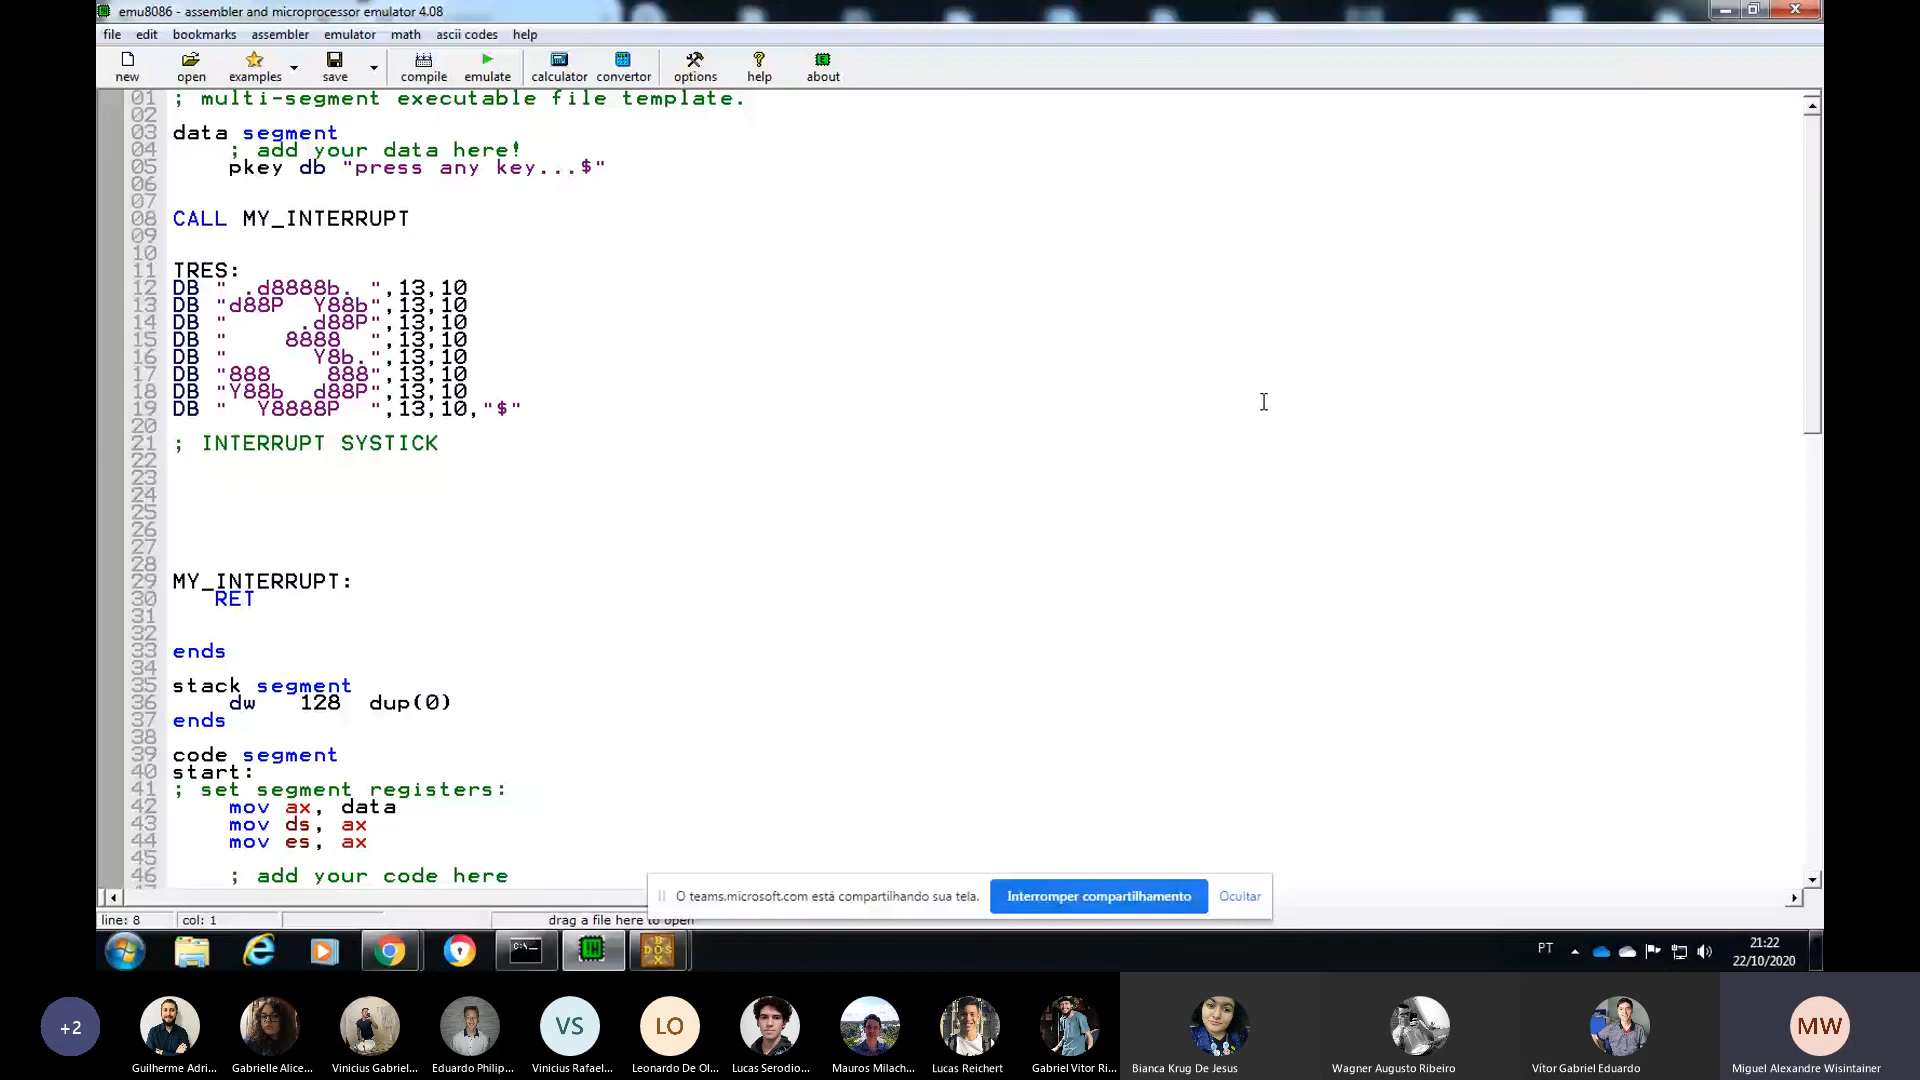 emu8086 - assembler and microprocessor emulator 4.08
file edit bookmarks assembler emulator math ascii codes help
new open examples save compile emulate calculator convertor options help about
01 ; multi-segment executable file template.
02
03 data segment
04     ; add your data here!
05     pkey db "press any key...$"
06
07
08 CALL MY_INTERRUPT
09
10
11 TRES:
12 DB "  .d8888b. ",13,10
13 DB "d88P  Y88b",13,10
14 DB "     .d88P",13,10
15 DB "    8888  ",13,10
16 DB "      Y8b.",13,10
17 DB "888    888",13,10
18 DB "Y88b  d88P",13,10
19 DB "  Y8888P  ",13,10,"$"
20
21 ; INTERRUPT SYSTICK
22
23
24
25
26
27
28
29 MY_INTERRUPT:
30    RET
31
32
33 ends
34
35 stack segment
36     dw   128  dup(0)
37 ends
38
39 code segment
40 start:
41 ; set segment registers:
42     mov ax, data
43     mov ds, ax
44     mov es, ax
45
46     ; add your code here
O teams.microsoft.com está compartilhando sua tela. Interromper compartilhamento Ocultar
line: 8 col: 1 drag a file here to open
PT 21:22
22/10/2020
+2 VS LO MW
Guilherme Adri... Gabrielle Alice... Vinicius Gabriel... Eduardo Philip... Vinicius Rafael... Leonardo De Ol... Lucas Serodio... Mauros Milach... Lucas Reichert Gabriel Vitor Ri... Bianca Krug De Jesus Wagner Augusto Ribeiro Vítor Gabriel Eduardo Miguel Alexandre Wisintainer